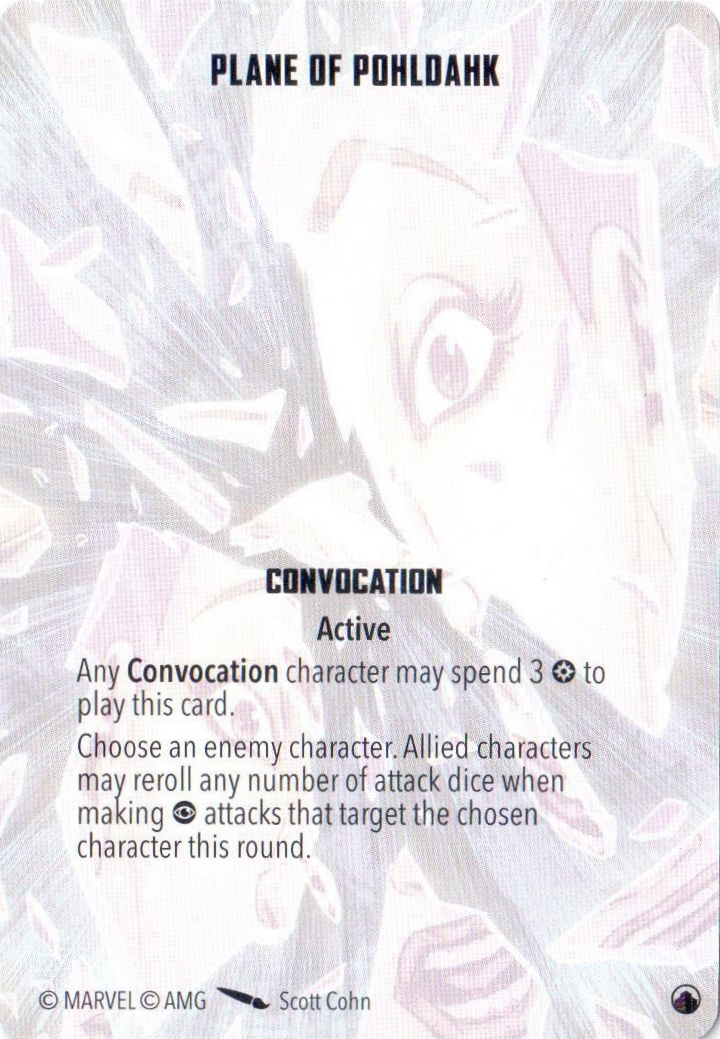 PLANE OF POHLDAHK
CONVOCATION
Active
Any Convocation character may spend 3 to
play this card.
Choose an enemy character. Allied characters
may reroll any number of attack dice when
making attacks that target the chosen
character this round.
© MARVEL © AMG Scott Cohn